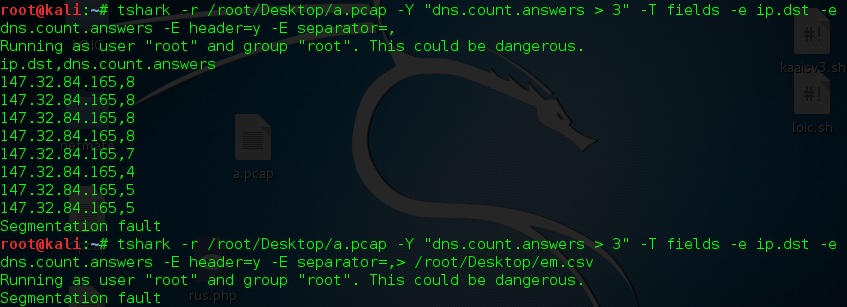 root@kali:~# tshark -r /root/Desktop/a.pcap -Y "dns.count.answers > 3" -T fields -e ip.dst -e
dns.count.answers -E header=y -E separator=,
Running as user "root" and group "root". This could be dangerous.
ip.dst,dns.count.answers
147.32.84.165,8
147.32.84.165,8
147.32.84.165,8
147.32.84.165,8
147.32.84.165,7
147.32.84.165,4
147.32.84.165,5
147.32.84.165,5
Segmentation fault
root@kali:~# tshark -r /root/Desktop/a.pcap -Y "dns.count.answers > 3" -T fields -e ip.dst -e
dns.count.answers -E header=y -E separator=,> /root/Desktop/em.csv
Running as user "root" and group "root". This could be dangerous.
Segmentation fault
kaaisv3.sh
loic.sh
a.pcap
rus.php